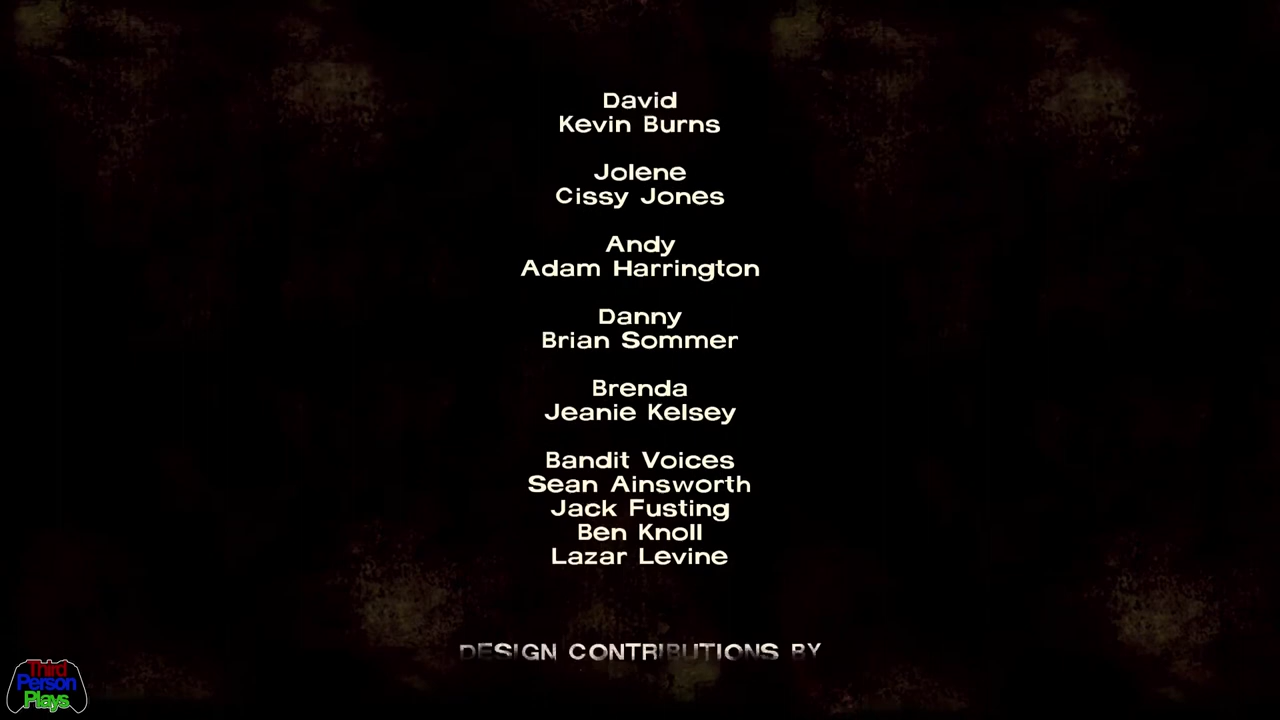 David
Kevin Burns
Jolene
Cissy Jones
Andy
Adam Harrington
Danny
Brian Sommer
Brenda
Jeanie Kelsey
Bandit Voices
Sean Ainsworth
Jack Fusting
Ben Knoll
Lazar Levine
DESIGN CONTRIBUTIONS BY
Third
Person
Plays